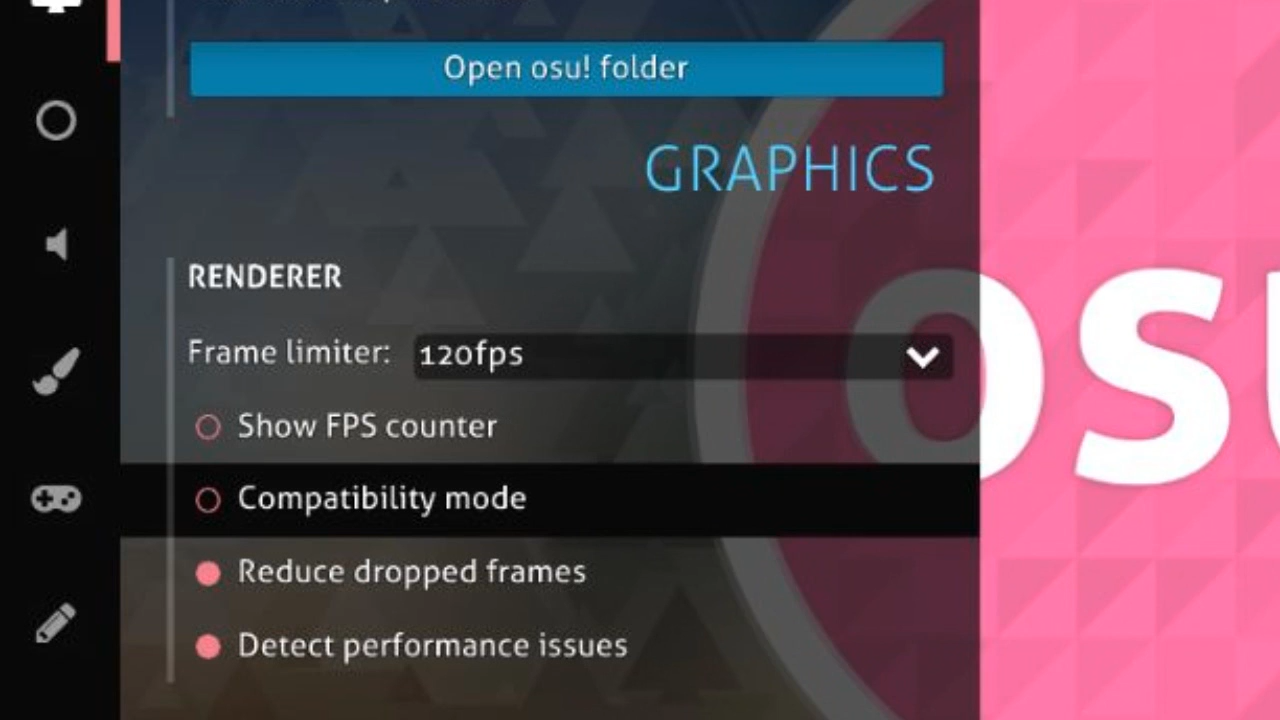 Open osu! folder
GRAPHICS
RENDERER
Frame limiter: 120fps
Show FPS counter
Compatibility mode
Reduce dropped frames
Detect performance issues